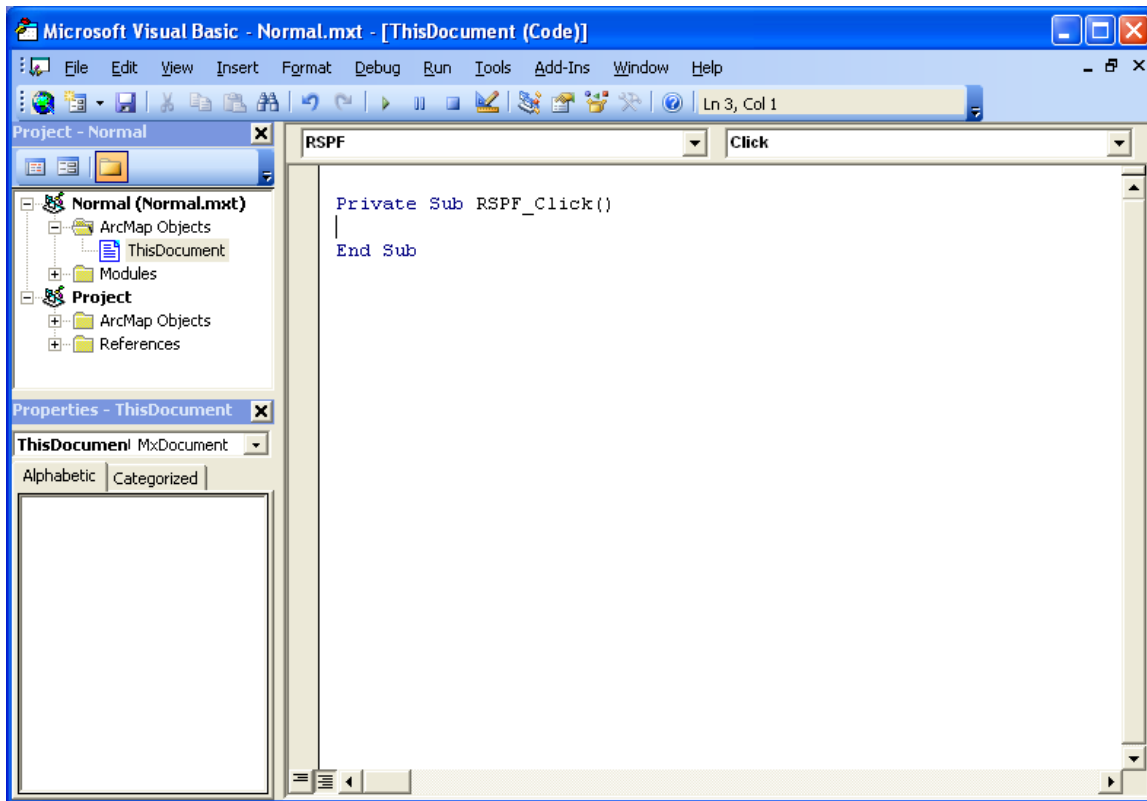 Microsoft Visual Basic - Normal.mxt - [ThisDocument (Code)]
File Edit View Insert Format Debug Run Tools Add-Ins Window Help
Ln 3, Col 1
Project - Normal
Normal (Normal.mxt)
ArcMap Objects
ThisDocument
Modules
Project
ArcMap Objects
References
Properties - ThisDocument
ThisDocument MxDocument
Alphabetic Categorized
RSPF Click
Private Sub RSPF_Click()
End Sub